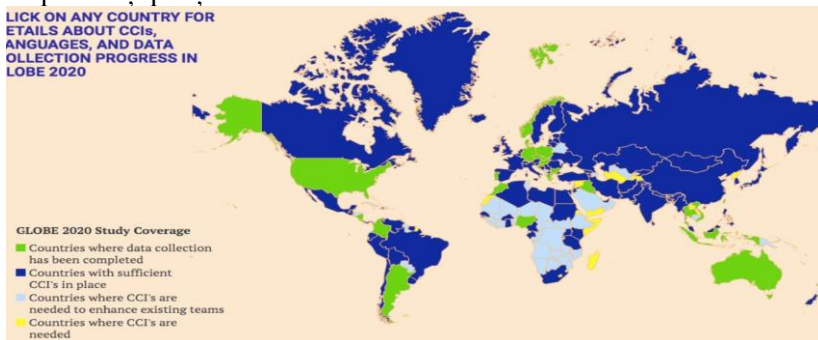 LICK ON ANY COUNTRY FOR
ETAILS ABOUT CCIs,
ANGUAGES, AND DATA
OLLECTION PROGRESS IN
LOBE 2020
GLOBE 2020 Study Coverage
Countries where data collection
has been completed
Countries with sufficient
CCI's in place
Countries where CCI's are
needed to enhance existing teams
Countries where CCI's are
needed